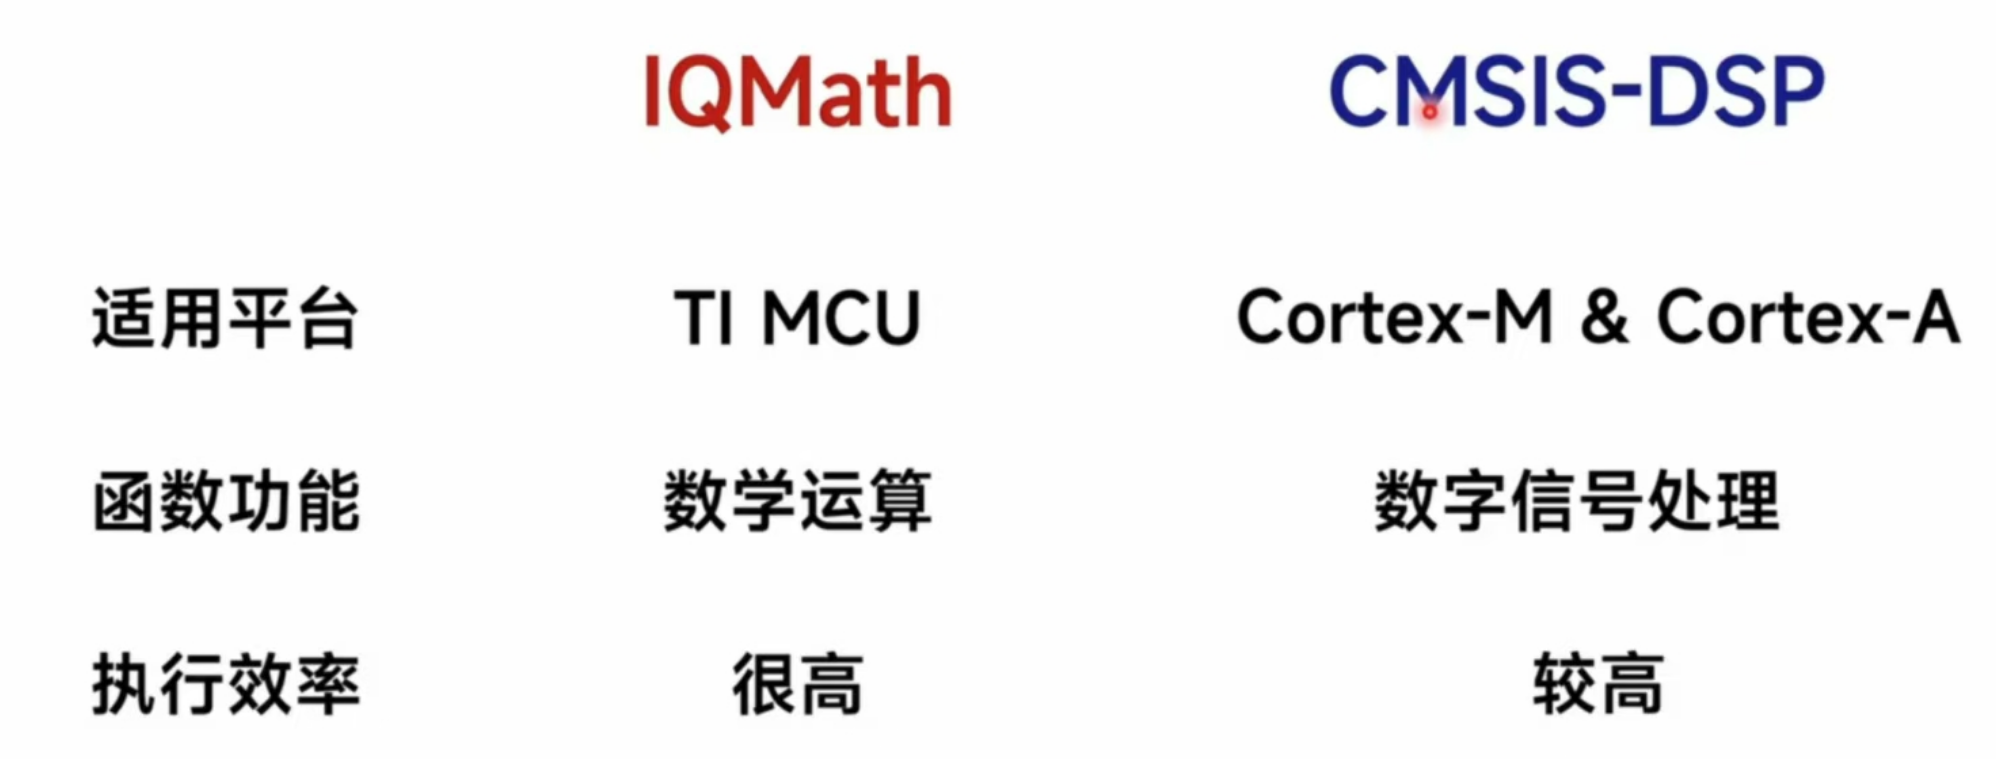 IQMath CMSIS-DSP
适用平台 TI MCU Cortex-M & Cortex-A
函数功能 数学运算 数字信号处理
执行效率 很高 较高